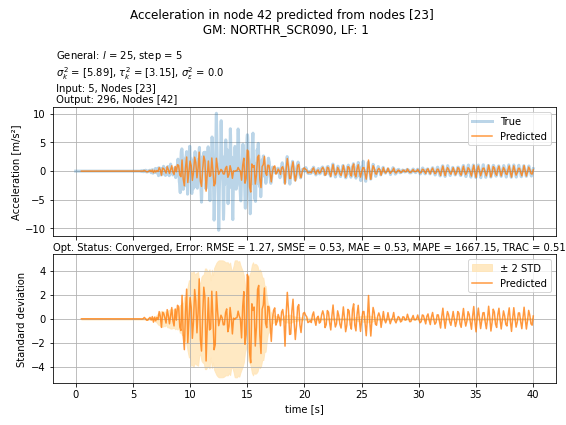 Acceleration in node 42 predicted from nodes [23]
GM: NORTHR_SCR090, LF: 1
General: l = 25, step = 5
σ²ₖ = [5.89], τ²ₖ = [3.15], σ²ε = 0.0
Input: 5, Nodes [23]
Output: 296, Nodes [42]
10
5
0
−5
−10
Acceleration [m/s²]
True
Predicted
Opt. Status: Converged, Error: RMSE = 1.27, SMSE = 0.53, MAE = 0.53, MAPE = 1667.15, TRAC = 0.51
4
2
0
−2
−4
Standard deviation
± 2 STD
Predicted
0 5 10 15 20 25 30 35 40
time [s]